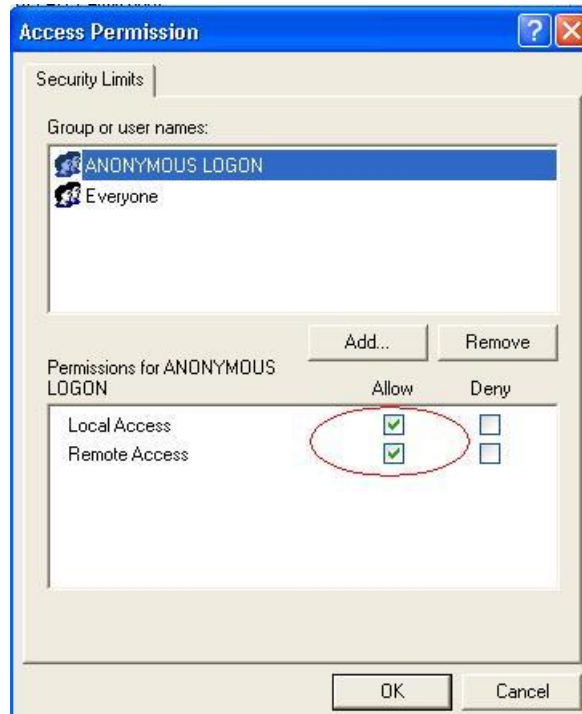 Access Permission
Security Limits
Group or user names:
ANONYMOUS LOGON
Everyone
Add...
Remove
Permissions for ANONYMOUS
LOGON
Allow
Deny
Local Access
Remote Access
OK
Cancel